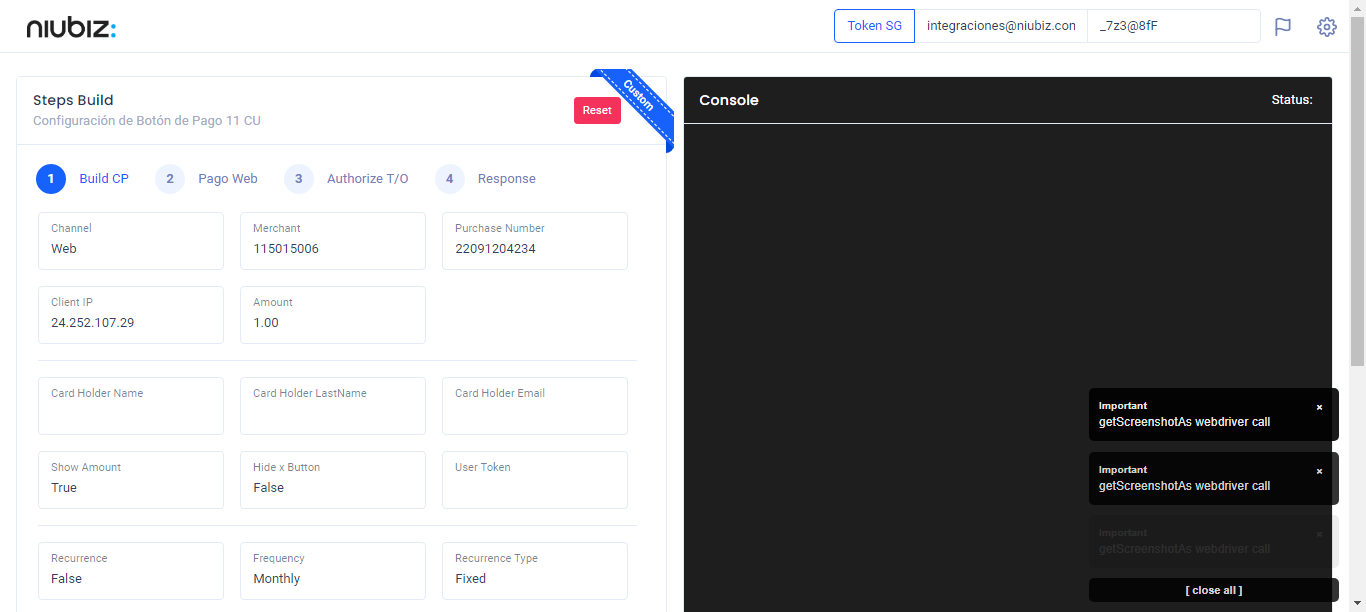 niubiz:
Token SG
integraciones@niubiz.con
_7z3@8fF
Steps Build
Configuración de Botón de Pago 11 CU
Reset
Custom
1 Build CP
2 Pago Web
3 Authorize T/O
4 Response
Channel
Web
Merchant
115015006
Purchase Number
22091204234
Client IP
24.252.107.29
Amount
1.00
Card Holder Name
Card Holder LastName
Card Holder Email
Show Amount
True
Hide x Button
False
User Token
Recurrence
False
Frequency
Monthly
Recurrence Type
Fixed
Console
Status:
Important ×
getScreenshotAs webdriver call
Important ×
getScreenshotAs webdriver call
Important ×
getScreenshotAs webdriver call
[ close all ]